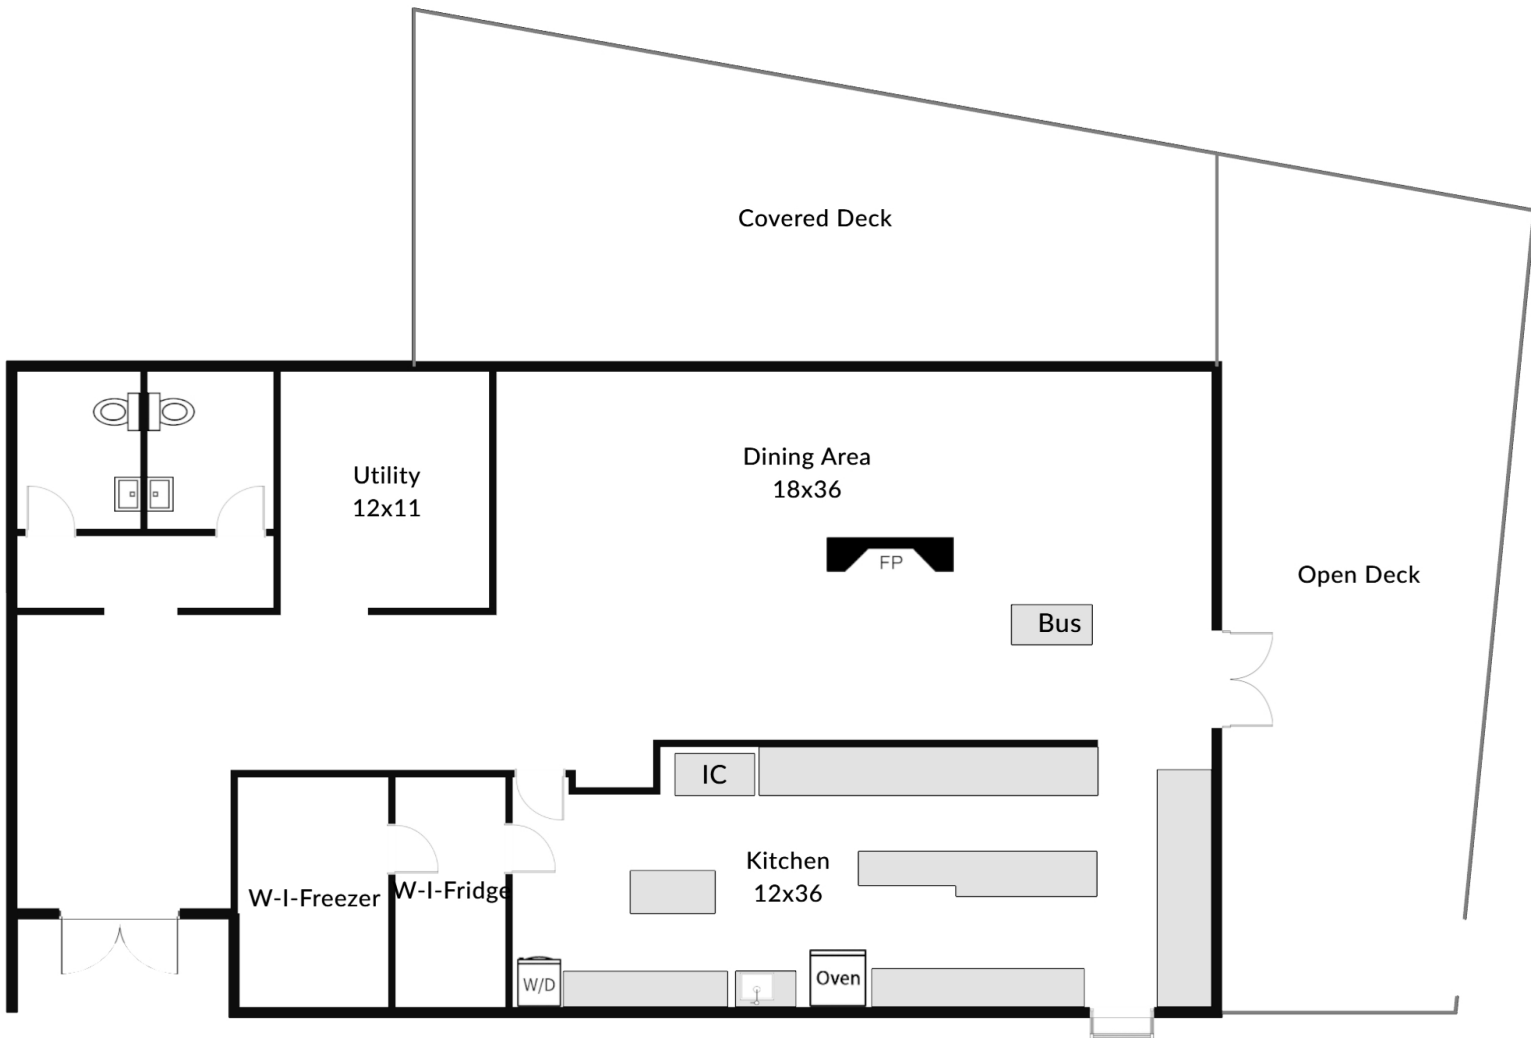 Covered Deck
Utility
12x11
Dining Area
18x36
FP
Open Deck
Bus
IC
Kitchen
12x36
W-I-Freezer
W-I-Fridge
W/D
Oven